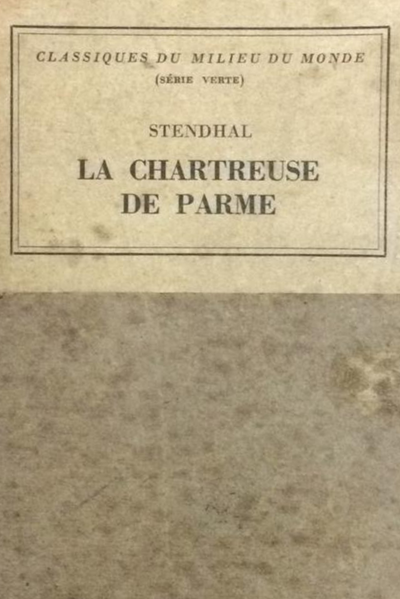 CLASSIQUES DU MILIEU DU MONDE
(SÉRIE VERTE)
STENDHAL
LA CHARTREUSE
DE PARME